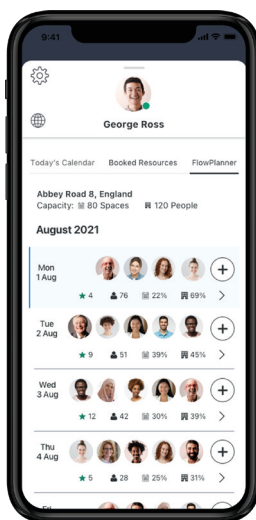 9:41
George Ross
Today's Calendar Booked Resources FlowPlanner
Abbey Road 8, England
Capacity: 80 Spaces 120 People
August 2021
Mon
1 Aug
+
★ 4 76 22% 69% >
Tue
2 Aug
+
★ 9 51 39% 45% >
Wed
3 Aug
+
★ 12 42 30% 39% >
Thu
4 Aug
+
★ 5 28 25% 31% >